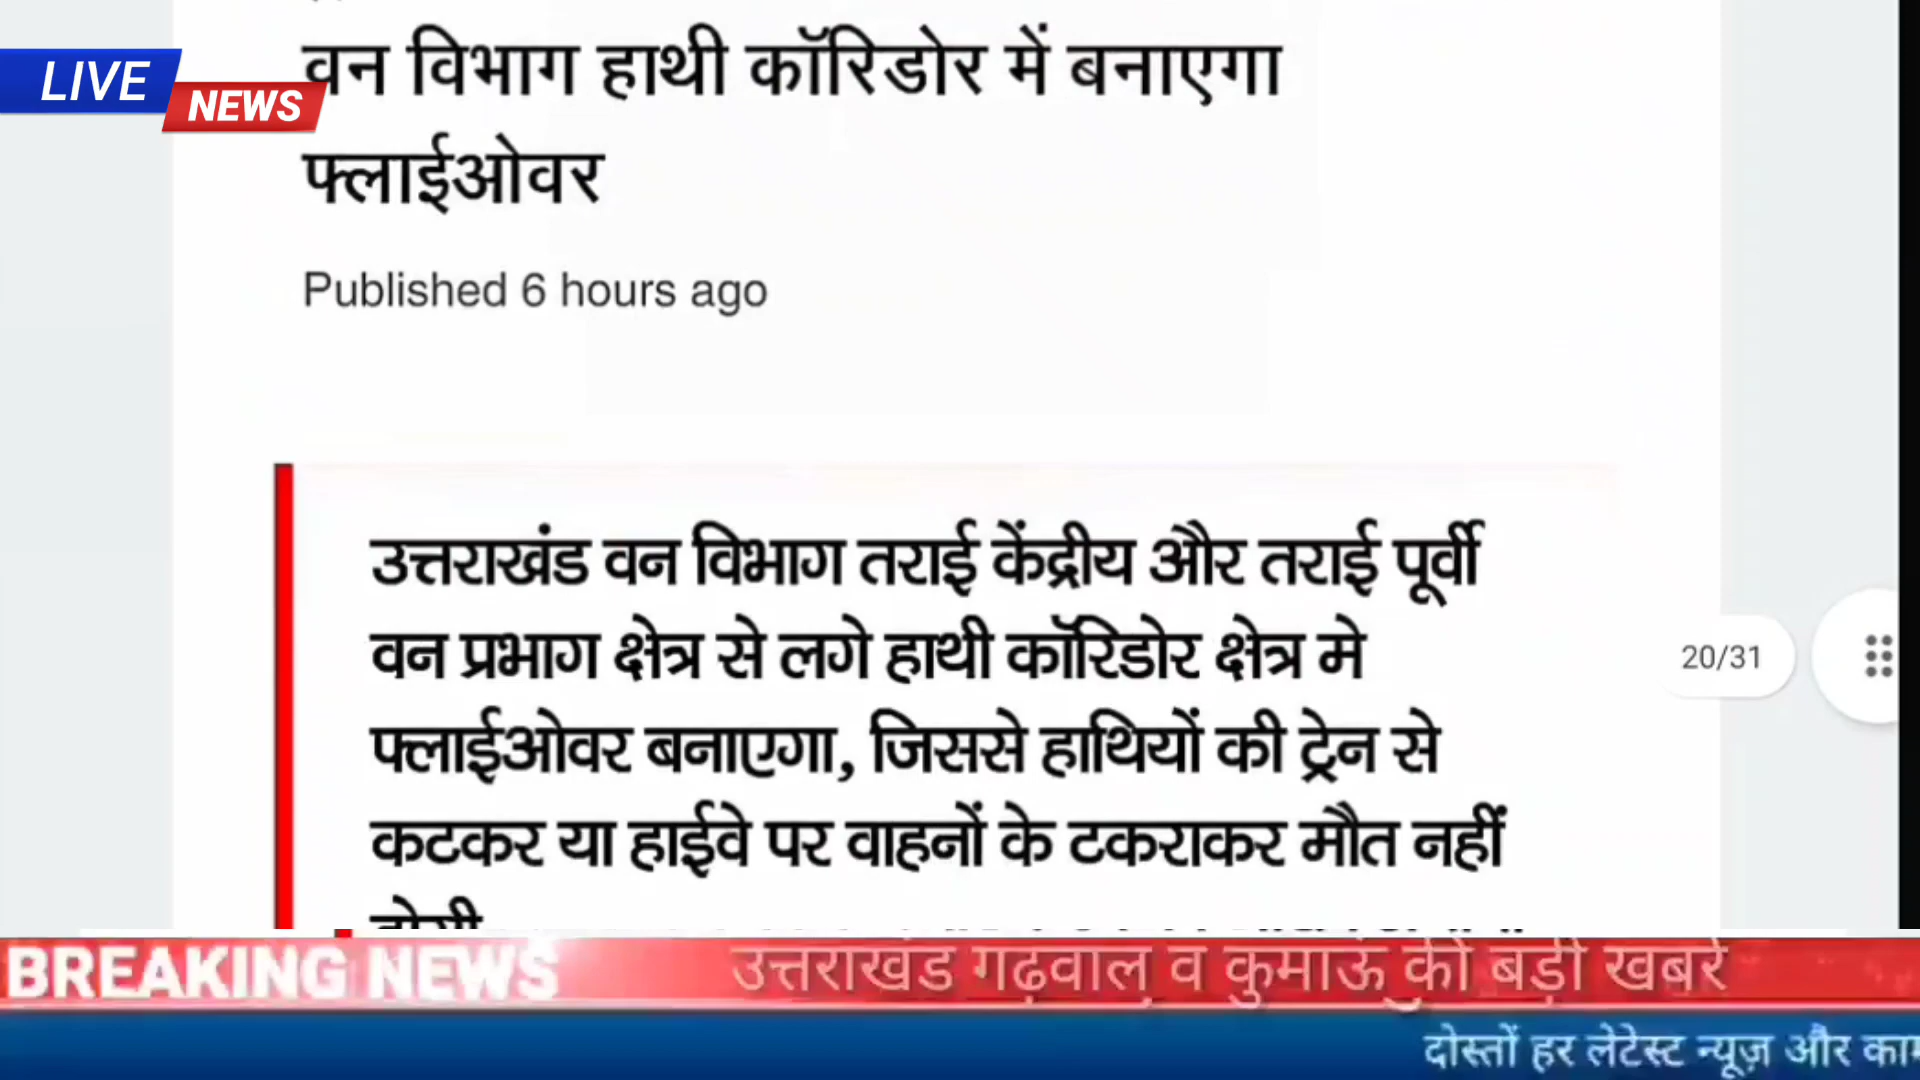 वन विभाग हाथी कॉरिडोर में बनाएगा
LIVE
NEWS
फ्लाईओवर
Published 6 hours ago
उत्तराखंड वन विभाग तराई केंद्रीय और तराई पूर्वी
वन प्रभाग क्षेत्र से लगे हाथी कॉरिडोर क्षेत्र मे
20/31
फ्लाईओवर बनाएगा, जिससे हाथियों की ट्रेन से
कटकर या हाईवे पर वाहनों के टकराकर मौत नहीं
BREAKING NEWS
उत्तराखंड गढ़वाल व कुमाऊं की बड़ी खबरें
दोस्तों हर लेटेस्ट न्यूज़ और